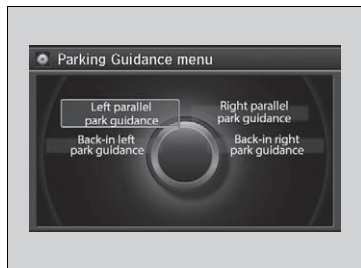 Parking Guidance menu
Left parallel
park guidance
Right parallel
park guidance
Back-in left
park guidance
Back-in right
park guidance